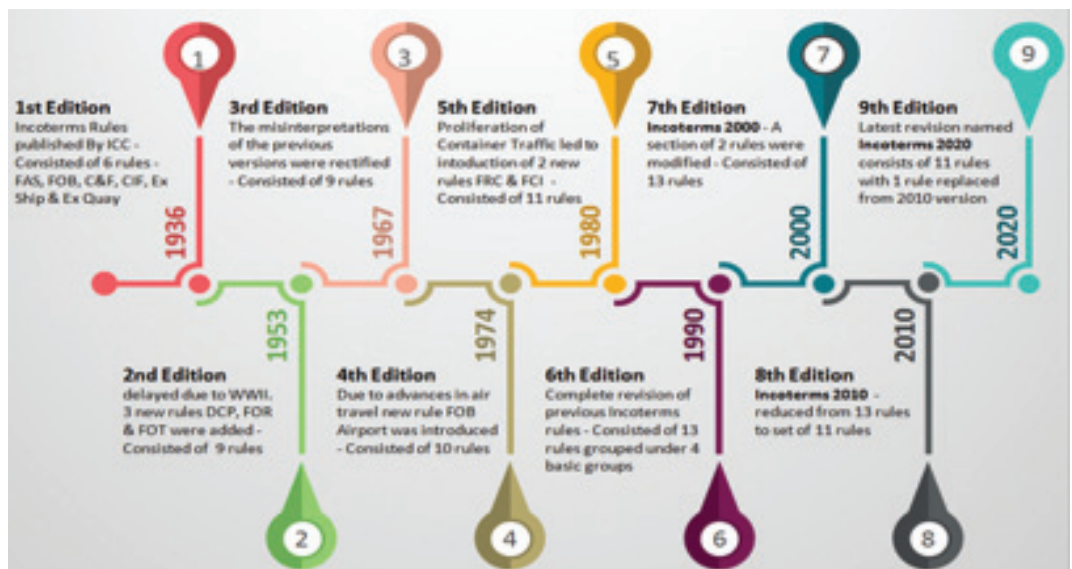 1
3
5
7
9
1st Edition
Incoterms Rules
published By ICC -
Consisted of 6 rules -
FAS, FOB, C&F, CIF, Ex
Ship & Ex Quay
1936
3rd Edition
The misinterpretations
of the previous
versions were rectified
- Consisted of 9 rules
1967
5th Edition
Proliferation of
Container Traffic led to
intoduction of 2 new
rules FRC & FCI -
Consisted of 11 rules
1980
7th Edition
Incoterms 2000 - A
section of 2 rules were
modified - Consisted of
13 rules
2000
9th Edition
Latest revision named
Incoterms 2020
consists of 11 rules
with 1 rule replaced
from 2010 version
2020
1953
2nd Edition
delayed due to WWII.
3 new rules DCP, FOR
& FOT were added -
Consisted of 9 rules
1974
4th Edition
Due to advances in air
travel new rule FOB
Airport was introduced
- Consisted of 10 rules
1990
6th Edition
Complete revision of
previous Incoterms
rules - Consisted of 13
rules grouped under 4
basic groups
2010
8th Edition
Incoterms 2010 -
reduced from 13 rules
to set of 11 rules
2
4
6
8